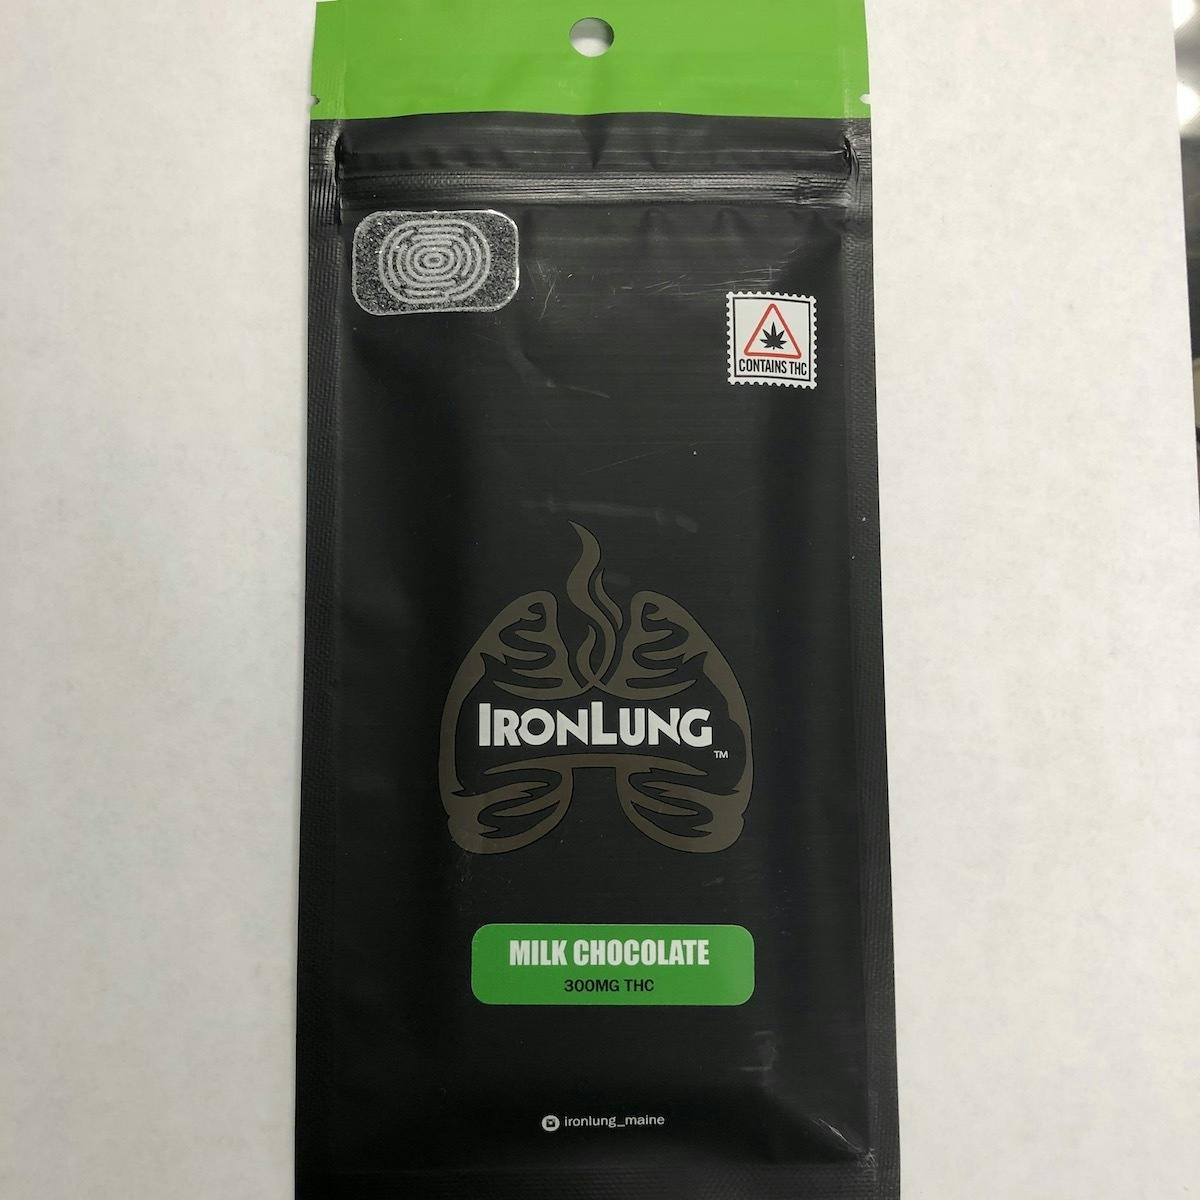 CONTAINS THC
IRONLUNG
TM
MILK CHOCOLATE
300MG THC
ironlung_maine